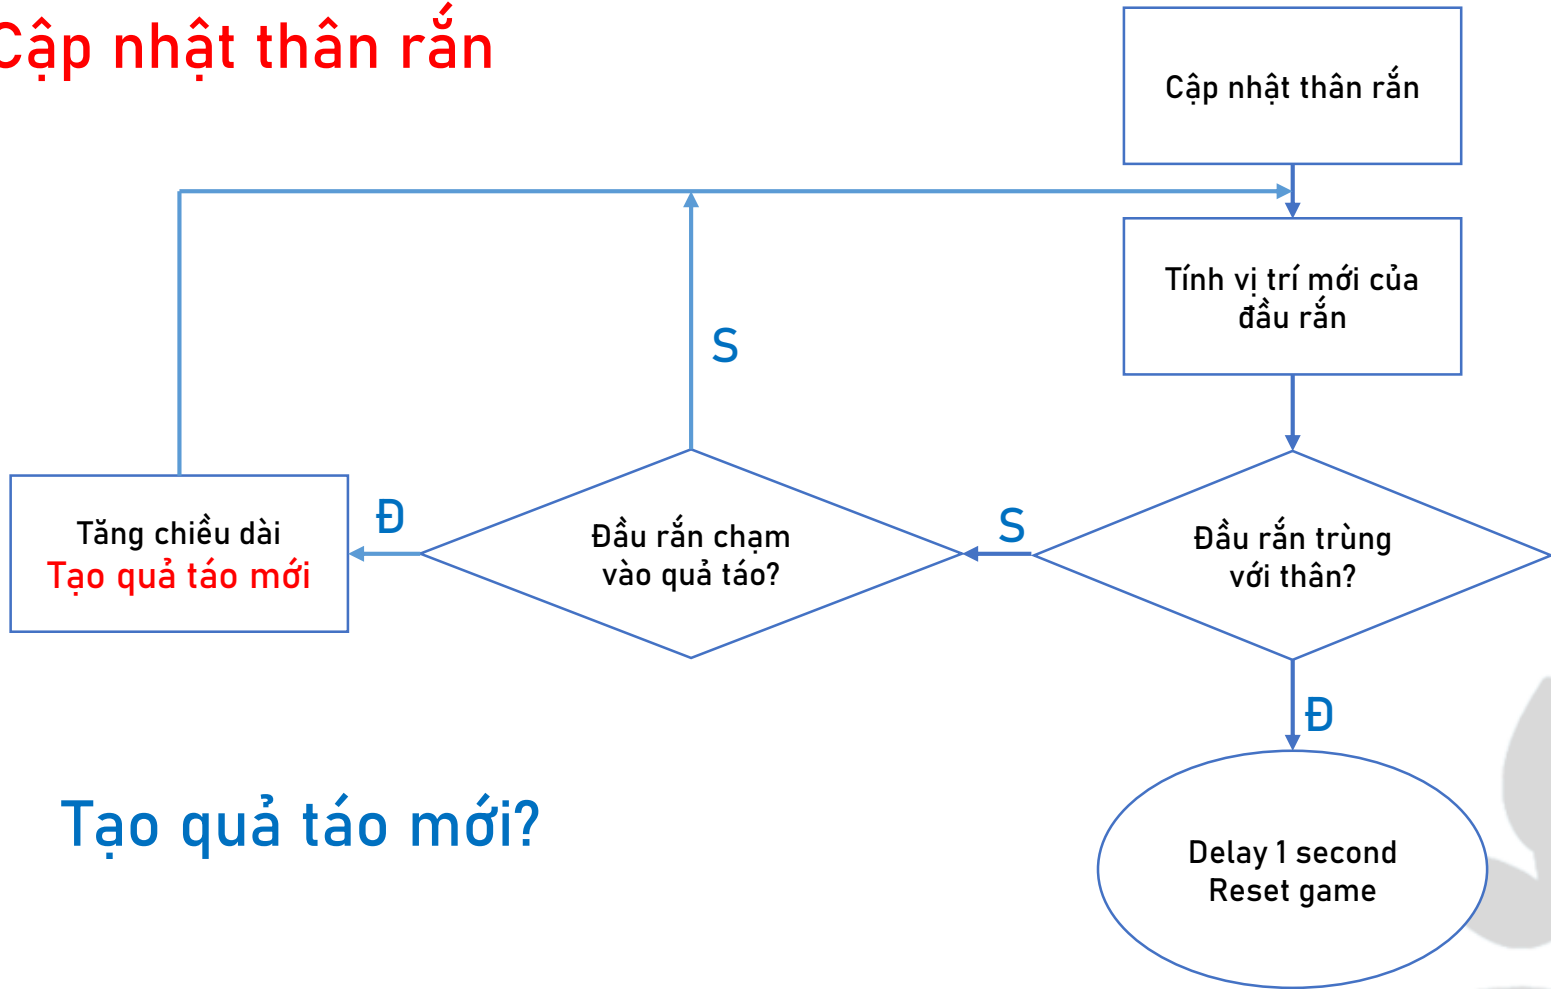 Cập nhật thân rắn
Cập nhật thân rắn
Tính vị trí mới của
đầu rắn
S
Tăng chiều dài
Tạo quả táo mới
Đ
Đầu rắn chạm
vào quả táo?
S
Đầu rắn trùng
với thân?
Đ
Tạo quả táo mới?
Delay 1 second
Reset game